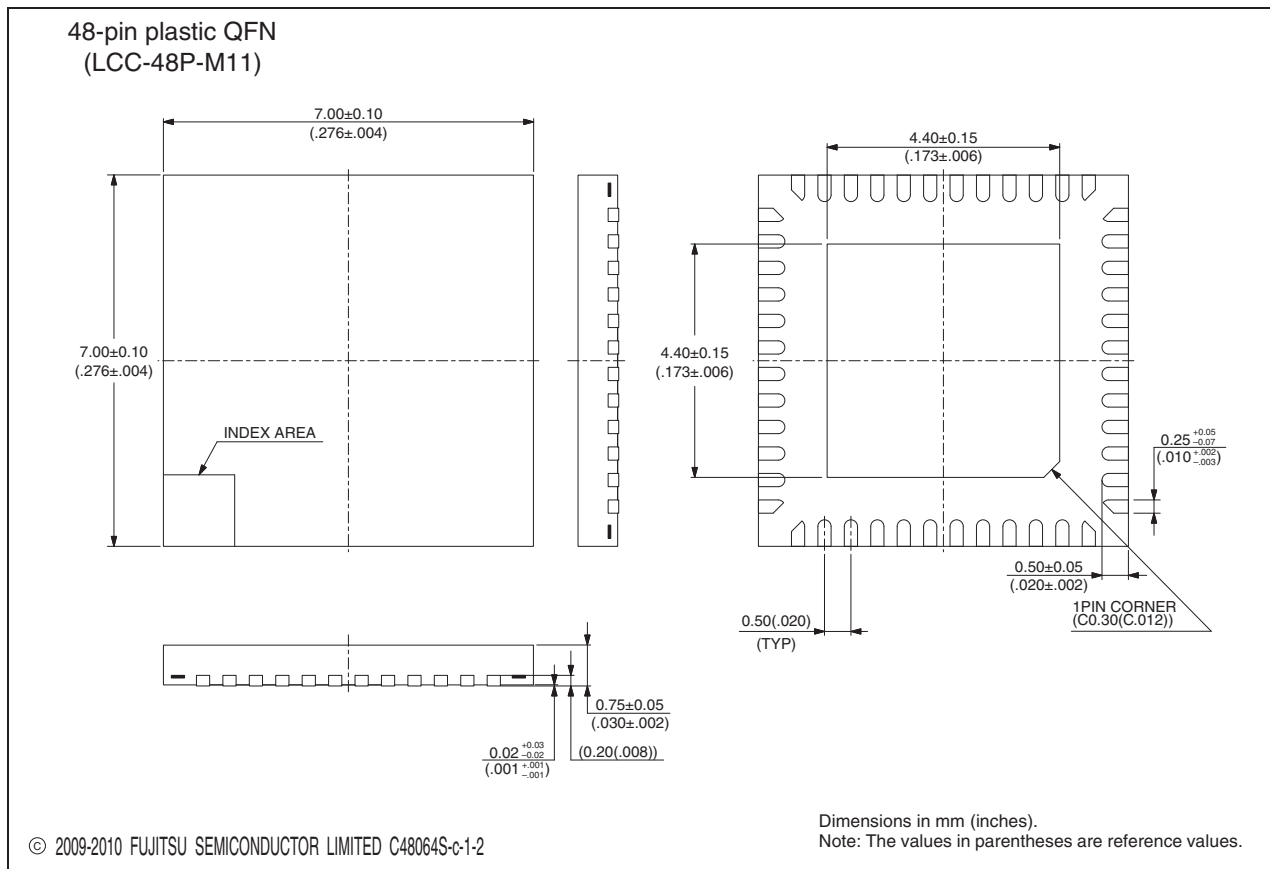 48-pin plastic QFN
(LCC-48P-M11)
7.00±0.10
(.276±.004)
4.40±0.15
(.173±.006)
7.00±0.10
(.276±.004)
4.40±0.15
(.173±.006)
INDEX AREA
0.25 +0.05 −0.07
(.010 +.002 −.003)
0.50±0.05
(.020±.002)
1PIN CORNER
(C0.30(C.012))
0.50(.020)
(TYP)
0.75±0.05
(.030±.002)
0.02 +0.03 −0.02
(.001 +.001 −.001)
(0.20(.008))
Dimensions in mm (inches).
Note: The values in parentheses are reference values.
© 2009-2010 FUJITSU SEMICONDUCTOR LIMITED C48064S-c-1-2